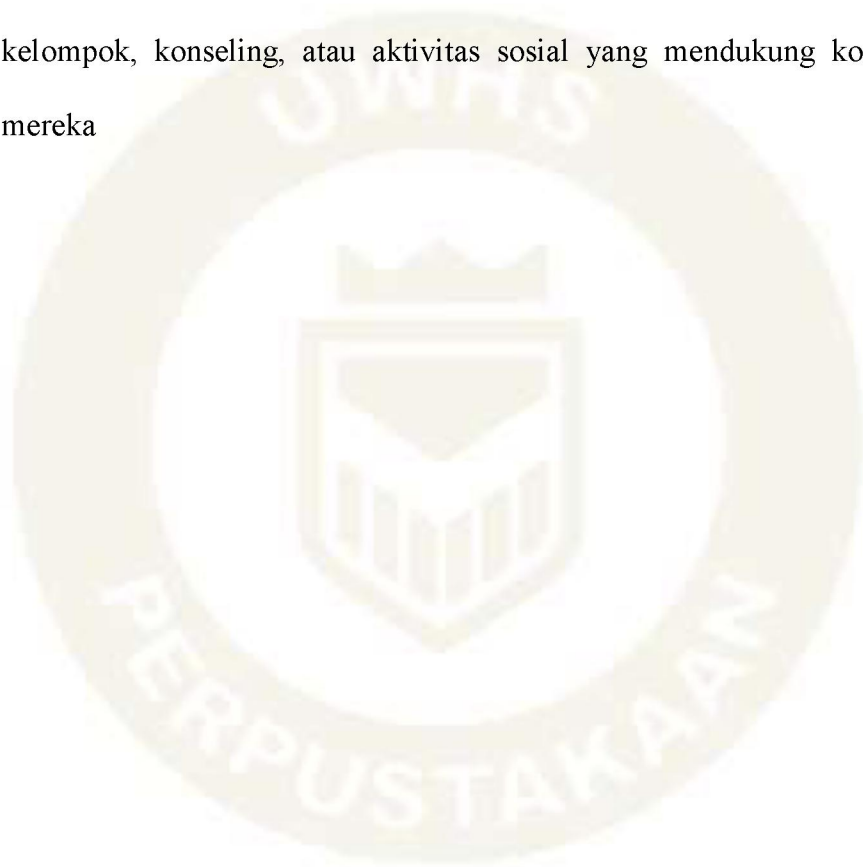 kelompok, konseling, atau aktivitas sosial yang mendukung ko
mereka
UWHS
PERPUSTAKAAN